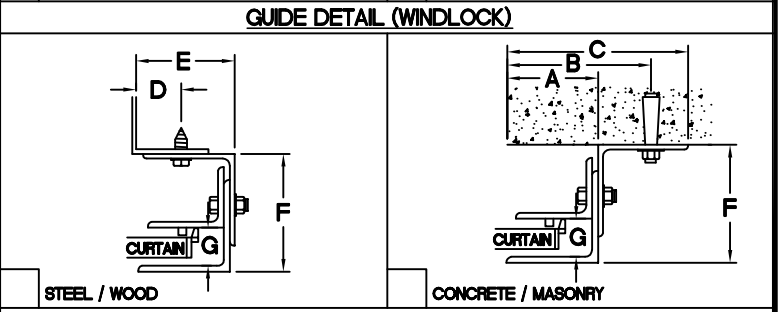 GUIDE DETAIL (WINDLOCK)
E
D
F
G
CURTAIN
STEEL / WOOD
C
B
A
F
G
CURTAIN
CONCRETE / MASONRY